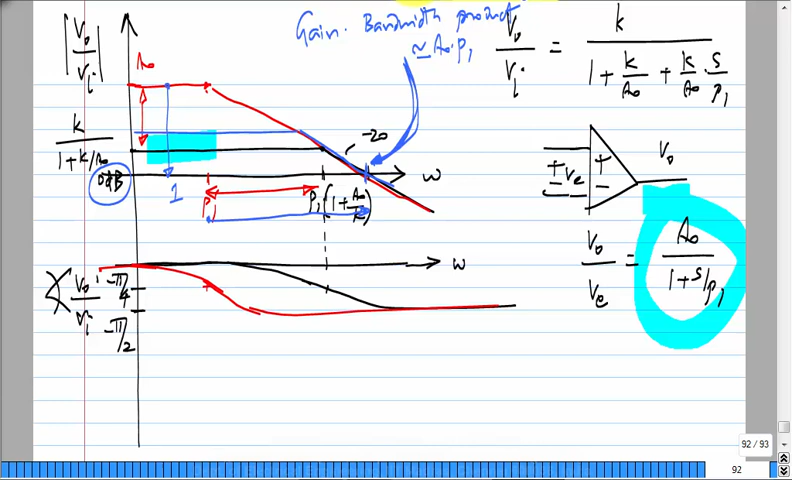 Gain. Bandwidth product
≃ A₀·p₁
|V₀/Vᵢ|
A₀
V₀/Vᵢ = k/(1 + k/A₀ + k/A₀ · s/p₁)
k/(1 + k/A₀)
-20
0dB
1
ω
p₁
p₁(1 + A₀/k)
+
-
+ Ve -
V₀
V₀/Ve = A₀/(1 + s/p₁)
ω
∠V₀/Vᵢ
-π/4
-π/2
92 / 93
92